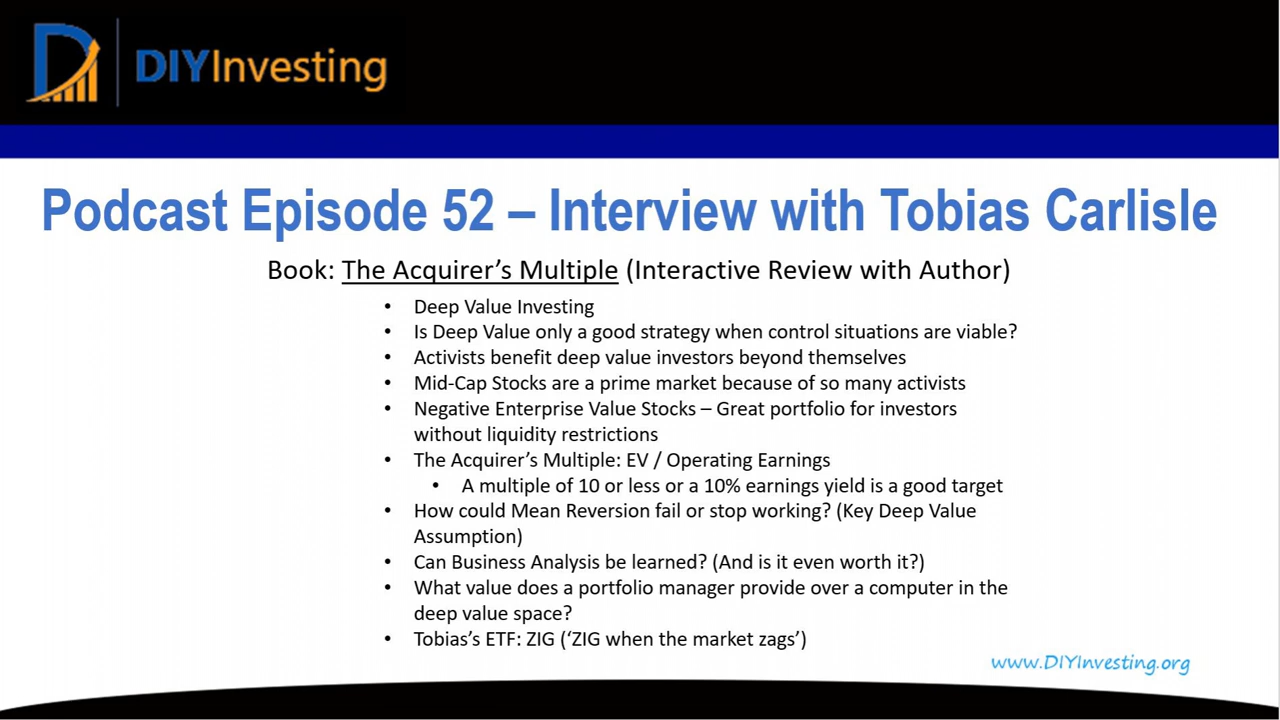 DIYInvesting
Podcast Episode 52 – Interview with Tobias Carlisle
Book: The Acquirer’s Multiple (Interactive Review with Author)
• Deep Value Investing
• Is Deep Value only a good strategy when control situations are viable?
• Activists benefit deep value investors beyond themselves
• Mid-Cap Stocks are a prime market because of so many activists
• Negative Enterprise Value Stocks – Great portfolio for investors
without liquidity restrictions
• The Acquirer’s Multiple: EV / Operating Earnings
• A multiple of 10 or less or a 10% earnings yield is a good target
• How could Mean Reversion fail or stop working? (Key Deep Value
Assumption)
• Can Business Analysis be learned? (And is it even worth it?)
• What value does a portfolio manager provide over a computer in the
deep value space?
• Tobias’s ETF: ZIG (‘ZIG when the market zags’)
www.DIYInvesting.org